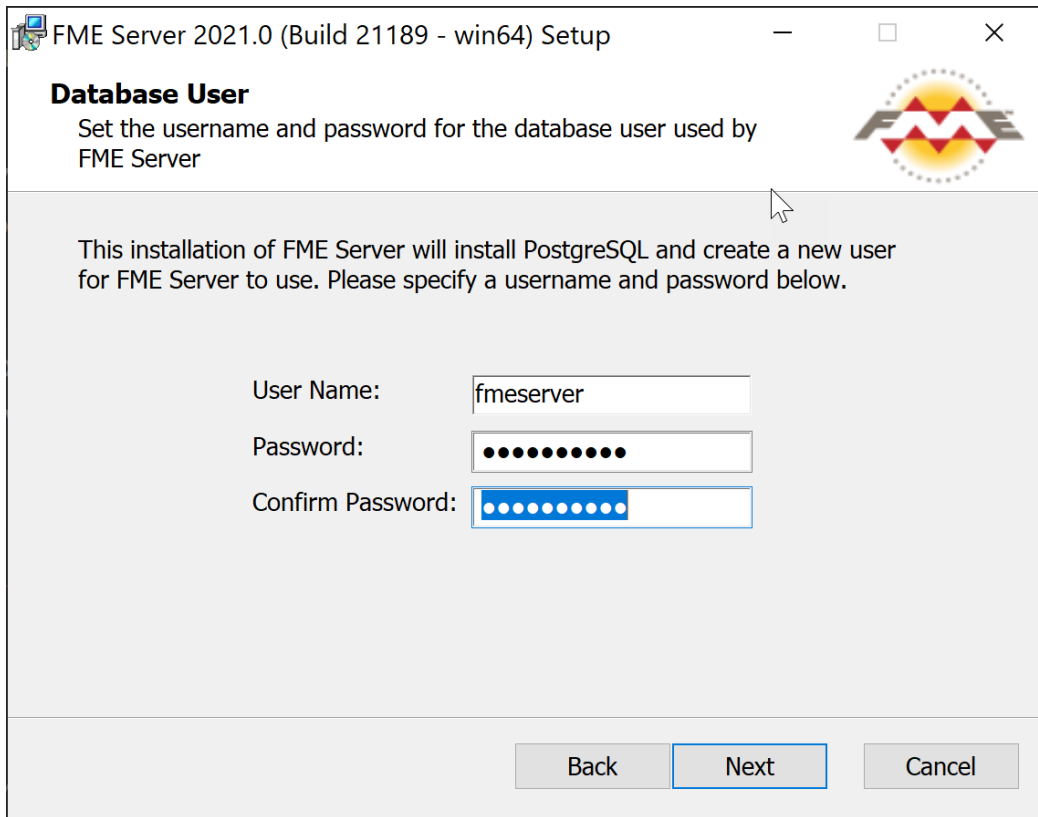 FME Server 2021.0 (Build 21189 - win64) Setup
Database User
Set the username and password for the database user used by
FME Server
FME
This installation of FME Server will install PostgreSQL and create a new user
for FME Server to use. Please specify a username and password below.
User Name: fmeserver
Password: ●●●●●●●●●●
Confirm Password: ●●●●●●●●●●
Back Next Cancel